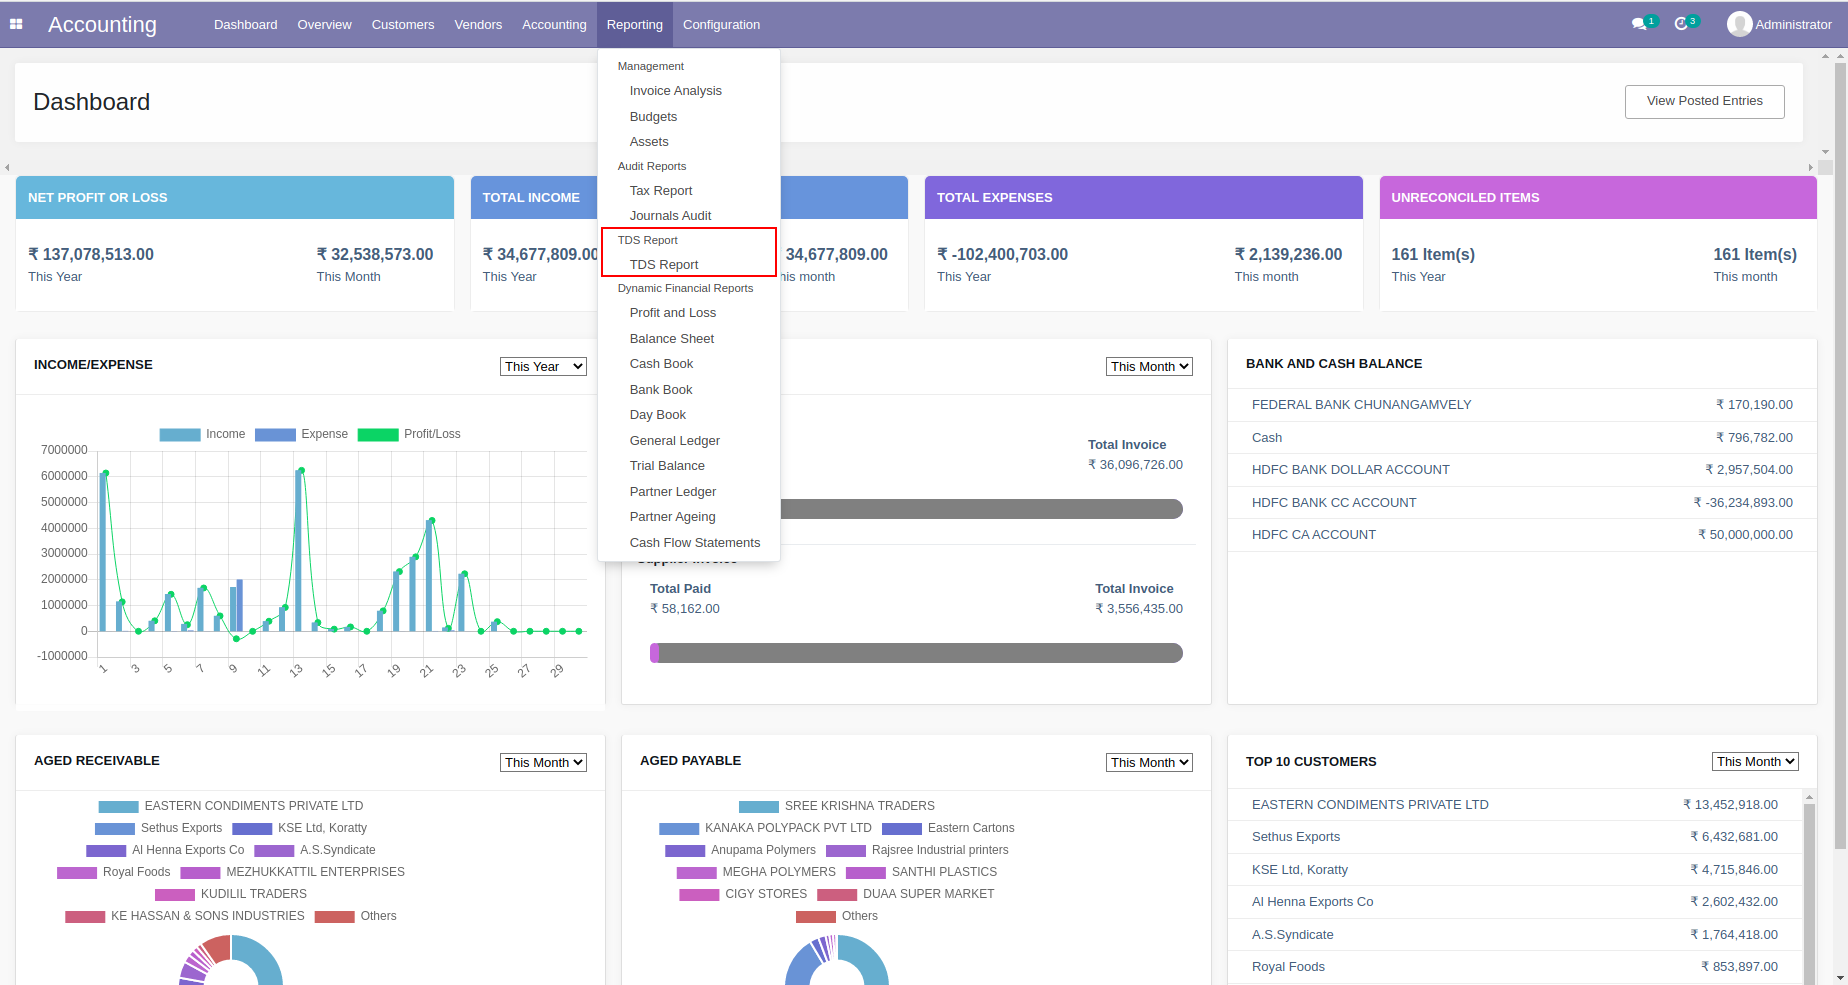 Accounting
Dashboard Overview Customers Vendors Accounting Reporting Configuration
1 3 Administrator
Management
Invoice Analysis
Budgets
Assets
Audit Reports
Tax Report
Journals Audit
TDS Report
TDS Report
Dynamic Financial Reports
Profit and Loss
Balance Sheet
Cash Book
Bank Book
Day Book
General Ledger
Trial Balance
Partner Ledger
Partner Ageing
Cash Flow Statements
Dashboard
View Posted Entries
NET PROFIT OR LOSS
₹ 137,078,513.00 ₹ 32,538,573.00
This Year This Month
TOTAL INCOME
₹ 34,677,809.00 34,677,809.00
This Year this month
TOTAL EXPENSES
₹ -102,400,703.00 ₹ 2,139,236.00
This Year This month
UNRECONCILED ITEMS
161 Item(s) 161 Item(s)
This Year This month
INCOME/EXPENSE This Year
Income Expense Profit/Loss
7000000
6000000
5000000
4000000
3000000
2000000
1000000
0
-1000000
1 3 5 7 9 11 13 15 17 19 21 23 25 27 29
This Month
Total Invoice
₹ 36,096,726.00
Supplier Invoice
Total Paid Total Invoice
₹ 58,162.00 ₹ 3,556,435.00
BANK AND CASH BALANCE
FEDERAL BANK CHUNANGAMVELY ₹ 170,190.00
Cash ₹ 796,782.00
HDFC BANK DOLLAR ACCOUNT ₹ 2,957,504.00
HDFC BANK CC ACCOUNT ₹ -36,234,893.00
HDFC CA ACCOUNT ₹ 50,000,000.00
AGED RECEIVABLE This Month
EASTERN CONDIMENTS PRIVATE LTD
Sethus Exports KSE Ltd, Koratty
Al Henna Exports Co A.S.Syndicate
Royal Foods MEZHUKKATTIL ENTERPRISES
KUDILIL TRADERS
KE HASSAN & SONS INDUSTRIES Others
AGED PAYABLE This Month
SREE KRISHNA TRADERS
KANAKA POLYPACK PVT LTD Eastern Cartons
Anupama Polymers Rajsree Industrial printers
MEGHA POLYMERS SANTHI PLASTICS
CIGY STORES DUAA SUPER MARKET
Others
TOP 10 CUSTOMERS This Month
EASTERN CONDIMENTS PRIVATE LTD ₹ 13,452,918.00
Sethus Exports ₹ 6,432,681.00
KSE Ltd, Koratty ₹ 4,715,846.00
Al Henna Exports Co ₹ 2,602,432.00
A.S.Syndicate ₹ 1,764,418.00
Royal Foods ₹ 853,897.00